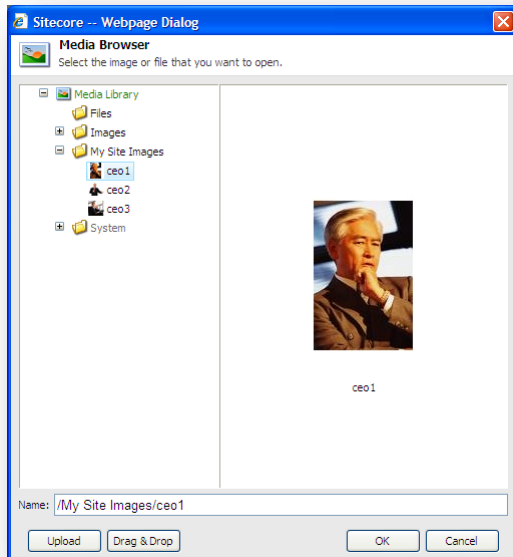 Sitecore -- Webpage Dialog
Media Browser
Select the image or file that you want to open.
Media Library
Files
Images
My Site Images
ceo1
ceo2
ceo3
System
ceo1
Name: /My Site Images/ceo1
Upload Drag & Drop OK Cancel